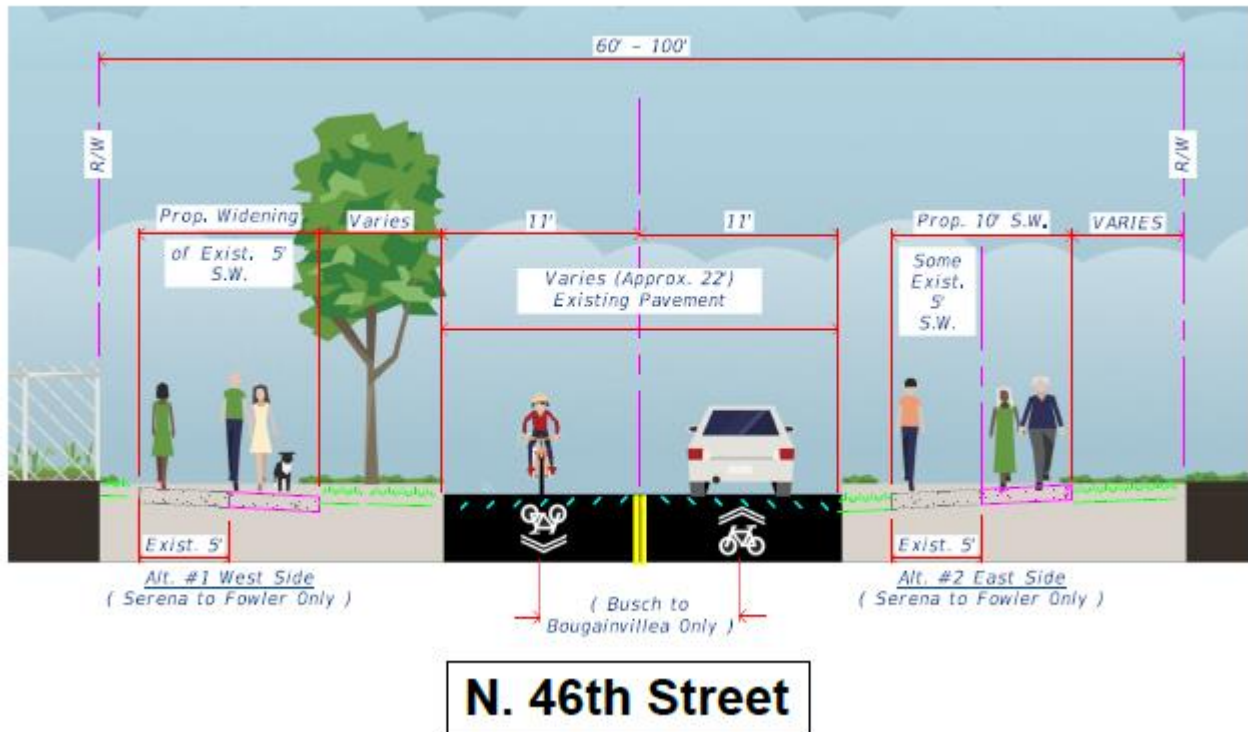 60' - 100'
R/W
R/W
Prop. Widening
of Exist. 5'
S.W.
Varies
11'
11'
Prop. 10' S.W.
VARIES
Varies (Approx. 22')
Existing Pavement
Some
Exist.
5'
S.W.
Exist. 5'
Exist. 5'
Alt. #1 West Side
( Serena to Fowler Only )
( Busch to
Bougainvillea Only )
Alt. #2 East Side
( Serena to Fowler Only )
N. 46th Street